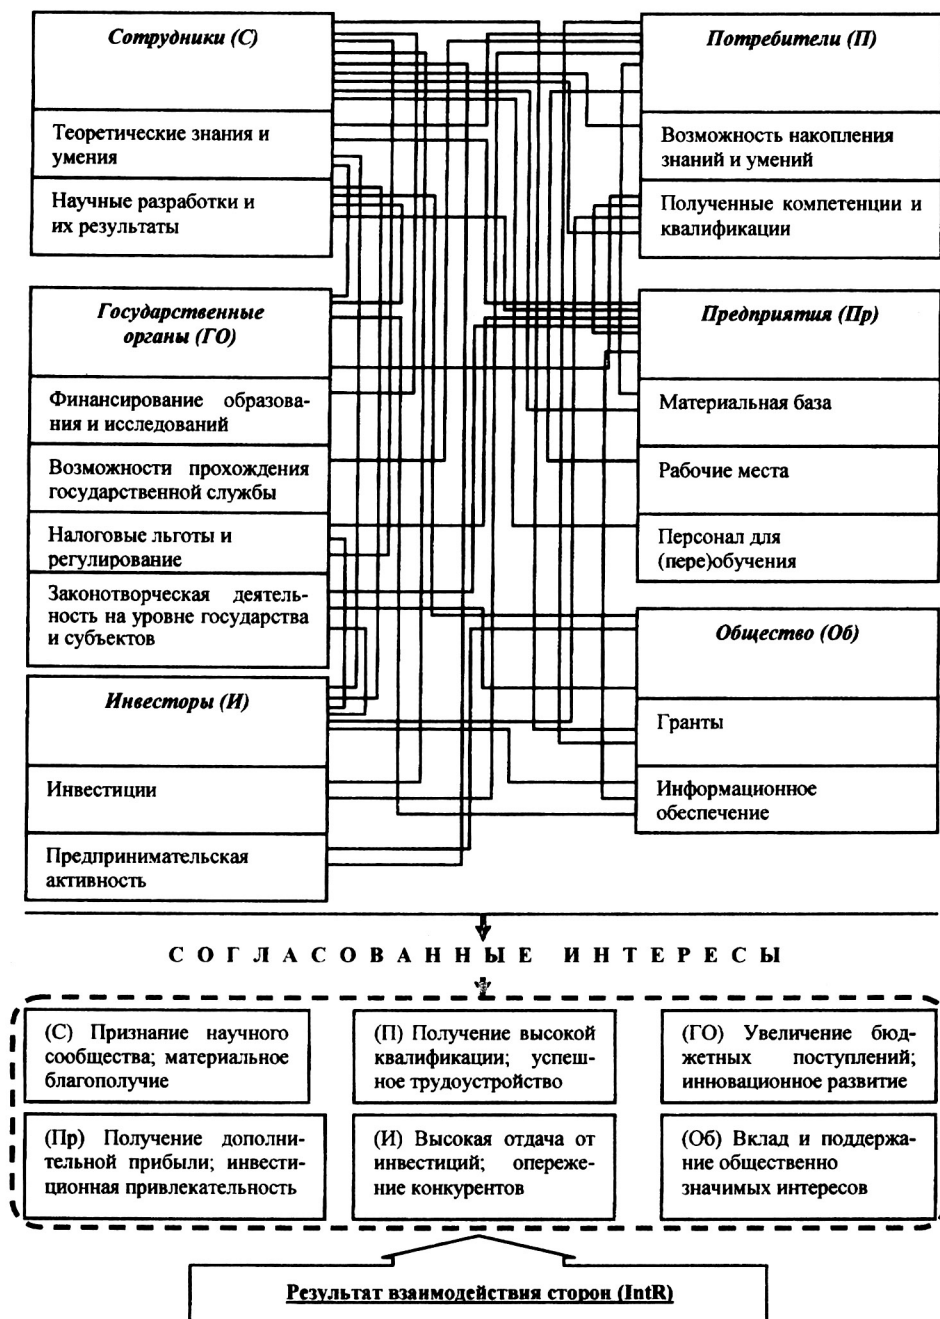 Сотрудники (С)
Теоретические знания и
умения
Научные разработки и
их результаты
Государственные
органы (ГО)
Финансирование образова-
ния и исследований
Возможности прохождения
государственной службы
Налоговые льготы и
регулирование
Законотворческая деятель-
ность на уровне государства
и субъектов
Инвесторы (И)
Инвестиции
Предпринимательская
активность
Потребители (П)
Возможность накопления
знаний и умений
Полученные компетенции и
квалификации
Предприятия (Пр)
Материальная база
Рабочие места
Персонал для
(пере)обучения
Общество (Об)
Гранты
Информационное
обеспечение
СОГЛАСОВАННЫЕ ИНТЕРЕСЫ
(С) Признание научного
сообщества; материальное
благополучие
(П) Получение высокой
квалификации; успеш-
ное трудоустройство
(ГО) Увеличение бюд-
жетных поступлений;
инновационное развитие
(Пр) Получение дополни-
тельной прибыли; инвести-
ционная привлекательность
(И) Высокая отдача от
инвестиций; опереже-
ние конкурентов
(Об) Вклад и поддержа-
ние общественно
значимых интересов
Результат взаимодействия сторон (IntR)